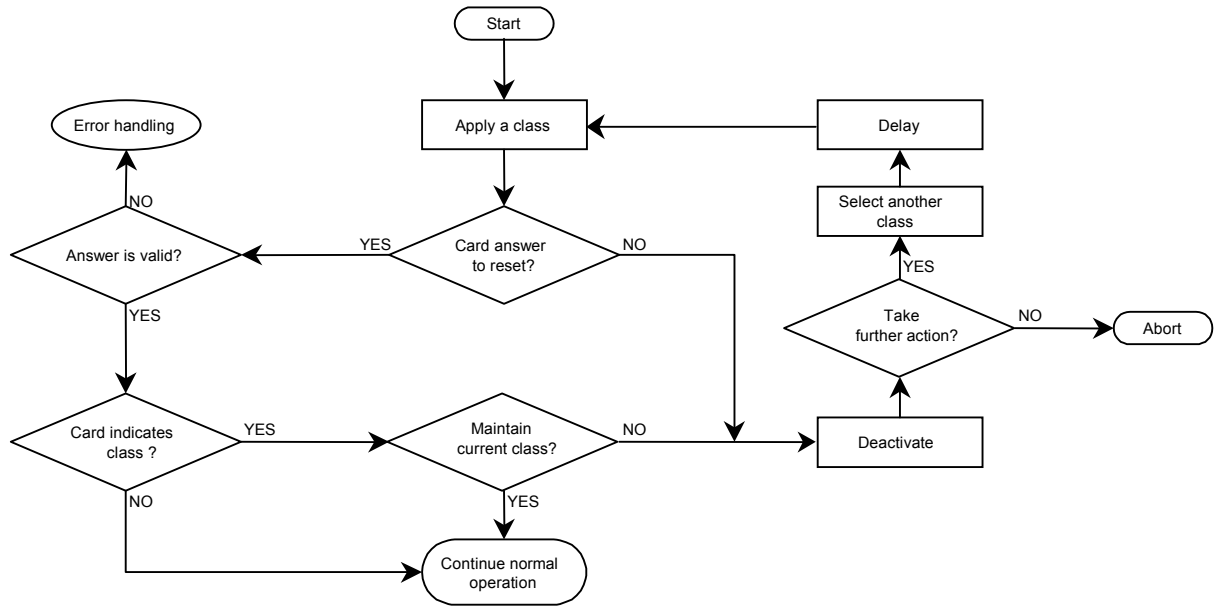 Start
Apply a class
Delay
Error handling
Select another
class
NO
Answer is valid?
YES
Card answer
to reset?
NO
YES
Take
further action?
NO
Abort
YES
Card indicates
class ?
YES
Maintain
current class?
NO
Deactivate
NO
YES
Continue normal
operation